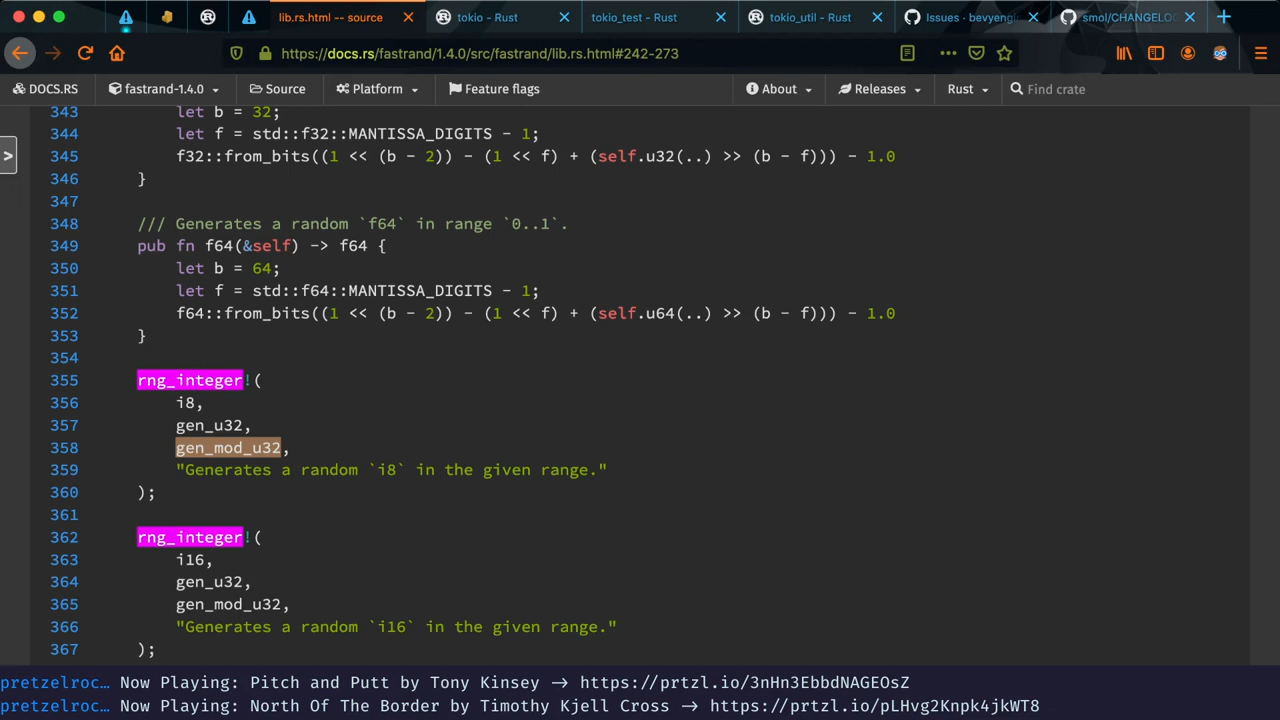 lib.rs.html -- source
tokio - Rust
tokio_test - Rust
tokio_util - Rust
Issues · bevyengi
smol/CHANGELOG
https://docs.rs/fastrand/1.4.0/src/fastrand/lib.rs.html#242-273
DOCS.RS fastrand-1.4.0 Source Platform Feature flags About Releases Rust Find crate
343 let b = 32;
344 let f = std::f32::MANTISSA_DIGITS - 1;
345 f32::from_bits((1 << (b - 2)) - (1 << f) + (self.u32(..) >> (b - f))) - 1.0
346 }
347
348 /// Generates a random `f64` in range `0..1`.
349 pub fn f64(&self) -> f64 {
350 let b = 64;
351 let f = std::f64::MANTISSA_DIGITS - 1;
352 f64::from_bits((1 << (b - 2)) - (1 << f) + (self.u64(..) >> (b - f))) - 1.0
353 }
354
355 rng_integer!(
356 i8,
357 gen_u32,
358 gen_mod_u32,
359 "Generates a random `i8` in the given range."
360 );
361
362 rng_integer!(
363 i16,
364 gen_u32,
365 gen_mod_u32,
366 "Generates a random `i16` in the given range."
367 );
pretzelroc… Now Playing: Pitch and Putt by Tony Kinsey -> https://prtzl.io/3nHn3EbbdNAGEOsZ
pretzelroc… Now Playing: North Of The Border by Timothy Kjell Cross -> https://prtzl.io/pLHvg2Knpk4jkWT8